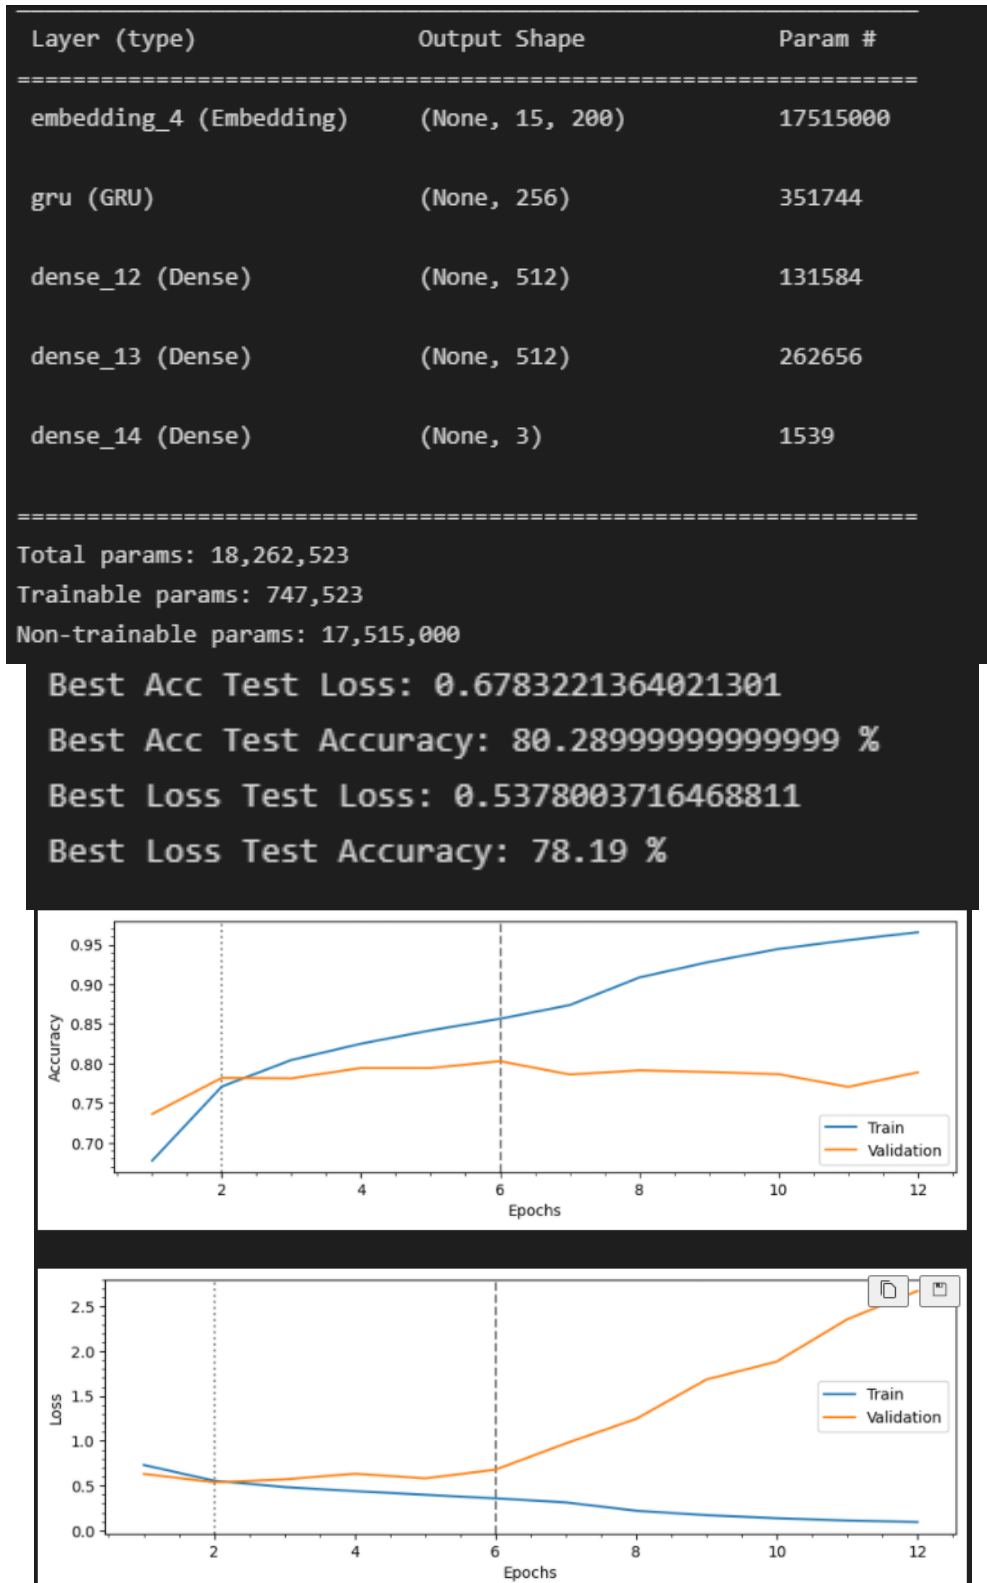 Layer (type) Output Shape Param #
=================================================================
embedding_4 (Embedding) (None, 15, 200) 17515000
gru (GRU) (None, 256) 351744
dense_12 (Dense) (None, 512) 131584
dense_13 (Dense) (None, 512) 262656
dense_14 (Dense) (None, 3) 1539
=================================================================
Total params: 18,262,523
Trainable params: 747,523
Non-trainable params: 17,515,000
Best Acc Test Loss: 0.6783221364021301
Best Acc Test Accuracy: 80.28999999999999 %
Best Loss Test Loss: 0.5378003716468811
Best Loss Test Accuracy: 78.19 %
0.95
0.90
0.85
0.80
0.75
0.70
Accuracy
Train
Validation
2 4 6 8 10 12
Epochs
2.5
2.0
1.5
1.0
0.5
0.0
Loss
Train
Validation
2 4 6 8 10 12
Epochs